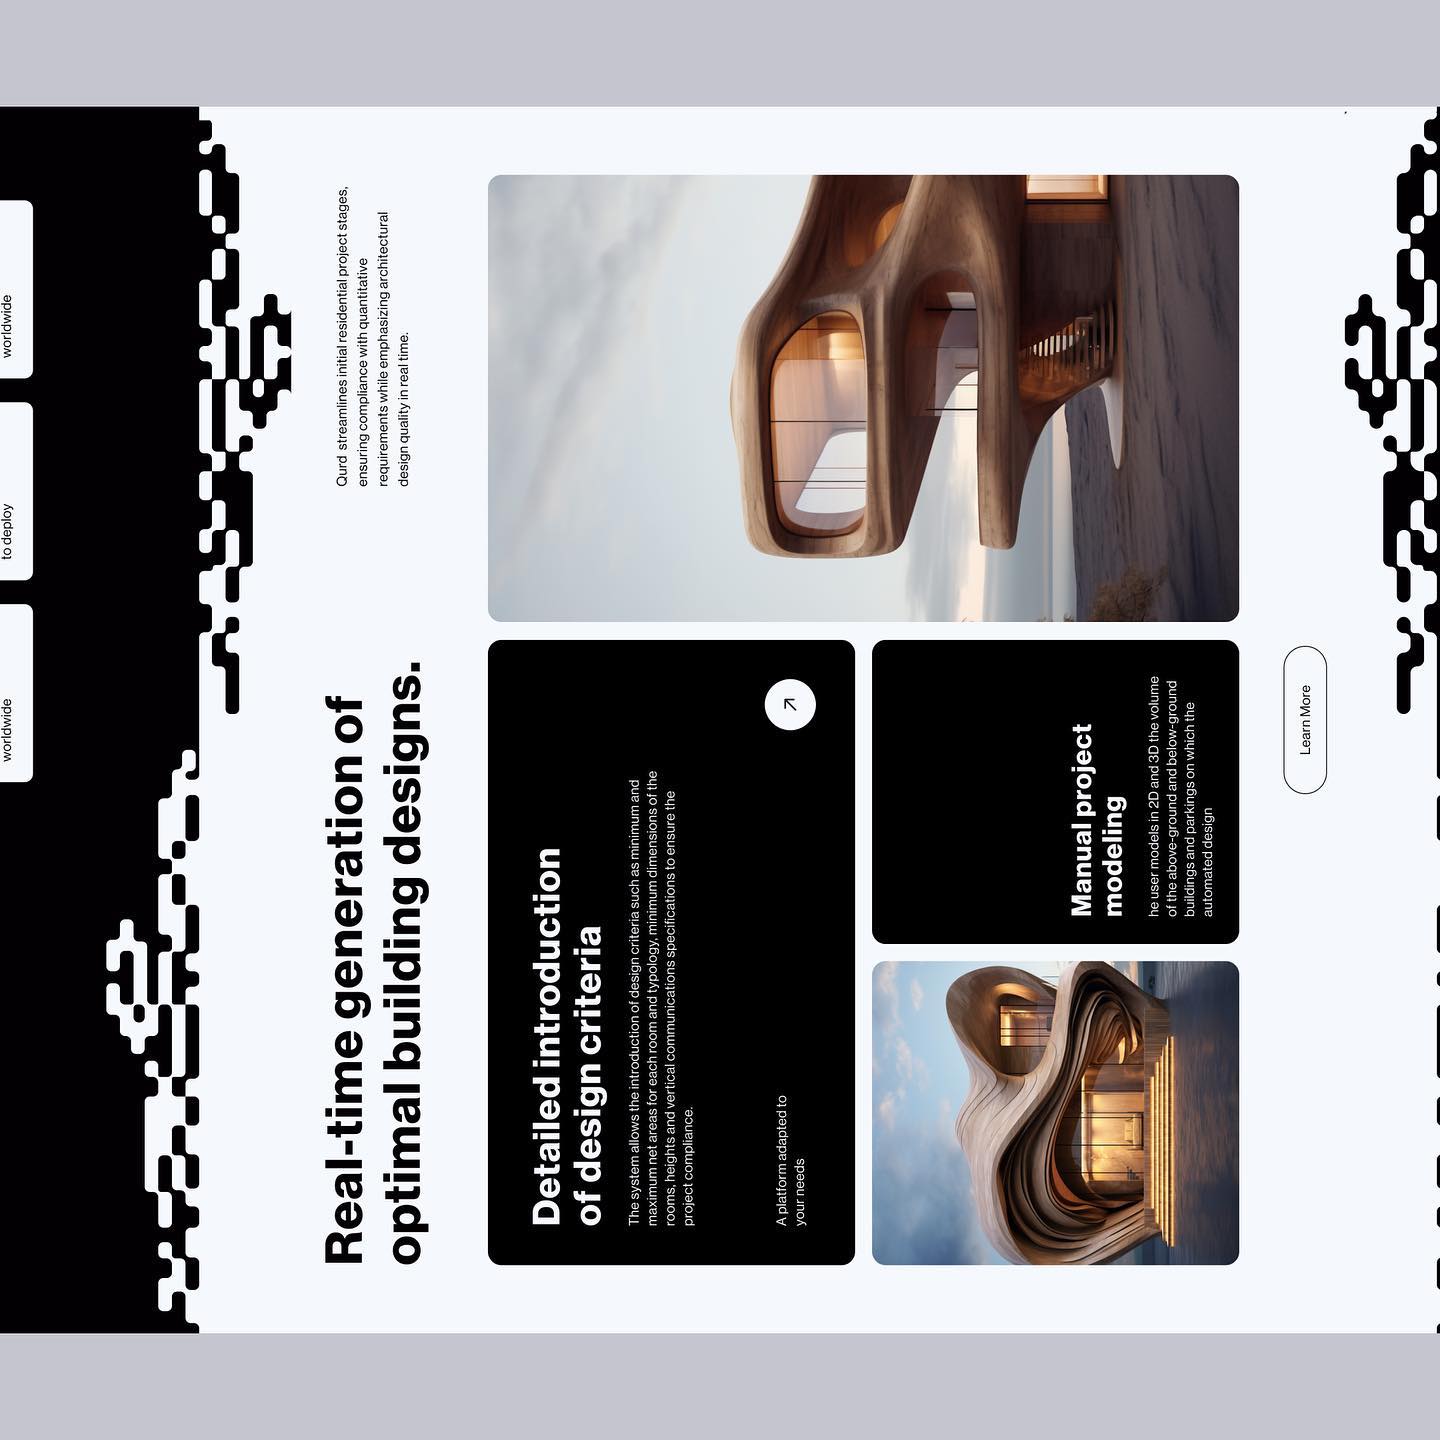 worldwide
to deploy
worldwide
Real-time generation of
optimal building designs.
Qurd streamlines initial residential project stages,
ensuring compliance with quantitative
requirements while emphasizing architectural
design quality in real time.
Detailed introduction
of design criteria
The system allows the introduction of design criteria such as minimum and
maximum net areas for each room and typology, minimum dimensions of the
rooms, heights and vertical communications specifications to ensure the
project compliance.
A platform adapted to
your needs
Manual project
modeling
he user models in 2D and 3D the volume
of the above-ground and below-ground
buildings and parkings on which the
automated design
Learn More